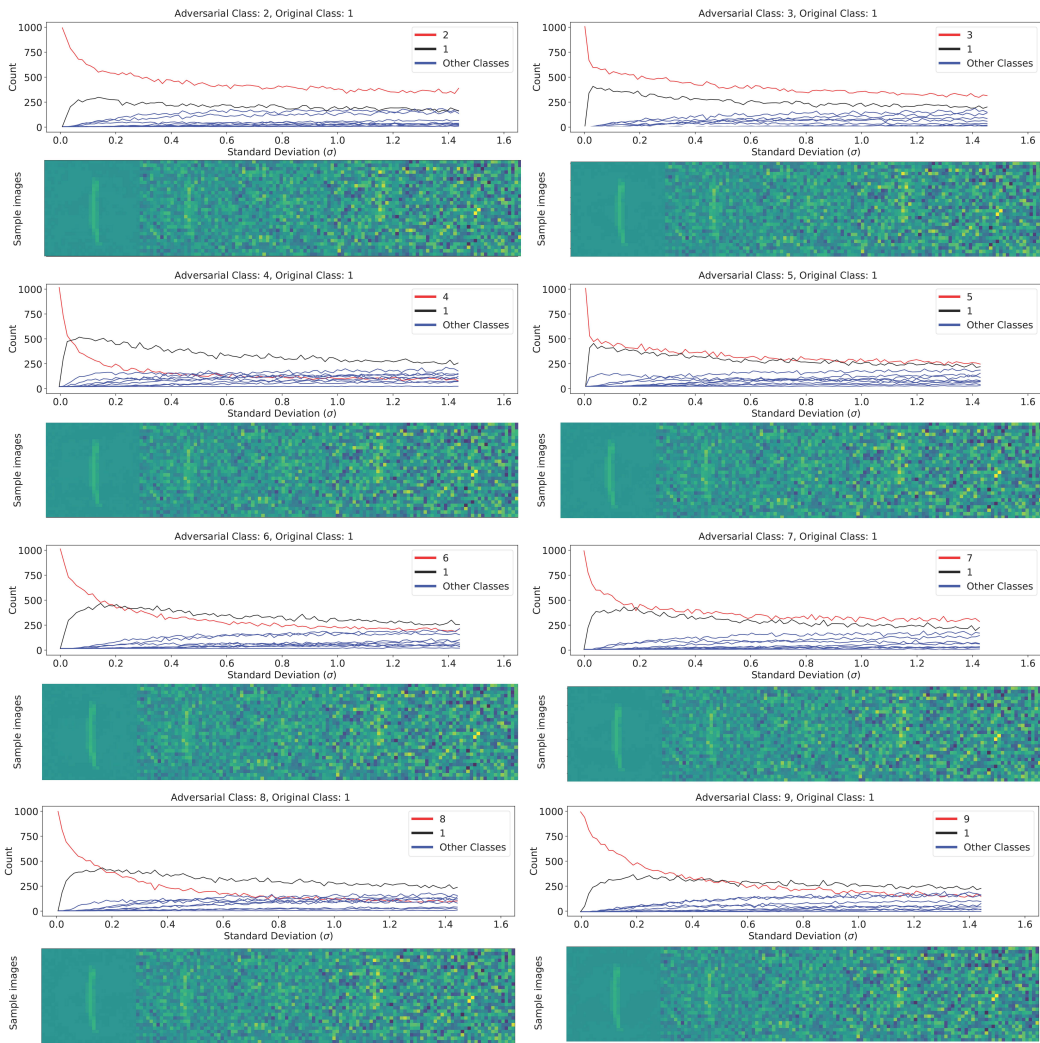 Adversarial Class: 2, Original Class: 1
1000
750
500
250
0
Count
2
1
Other Classes
0.0 0.2 0.4 0.6 0.8 1.0 1.2 1.4 1.6
Standard Deviation (σ)
Sample images
Adversarial Class: 3, Original Class: 1
1000
750
500
250
0
Count
3
1
Other Classes
0.0 0.2 0.4 0.6 0.8 1.0 1.2 1.4 1.6
Standard Deviation (σ)
Sample images
Adversarial Class: 4, Original Class: 1
1000
750
500
250
0
Count
4
1
Other Classes
0.0 0.2 0.4 0.6 0.8 1.0 1.2 1.4 1.6
Standard Deviation (σ)
Sample images
Adversarial Class: 5, Original Class: 1
1000
750
500
250
0
Count
5
1
Other Classes
0.0 0.2 0.4 0.6 0.8 1.0 1.2 1.4 1.6
Standard Deviation (σ)
Sample images
Adversarial Class: 6, Original Class: 1
1000
750
500
250
0
Count
6
1
Other Classes
0.0 0.2 0.4 0.6 0.8 1.0 1.2 1.4 1.6
Standard Deviation (σ)
Sample images
Adversarial Class: 7, Original Class: 1
1000
750
500
250
0
Count
7
1
Other Classes
0.0 0.2 0.4 0.6 0.8 1.0 1.2 1.4 1.6
Standard Deviation (σ)
Sample images
Adversarial Class: 8, Original Class: 1
1000
750
500
250
0
Count
8
1
Other Classes
0.0 0.2 0.4 0.6 0.8 1.0 1.2 1.4 1.6
Standard Deviation (σ)
Sample images
Adversarial Class: 9, Original Class: 1
1000
750
500
250
0
Count
9
1
Other Classes
0.0 0.2 0.4 0.6 0.8 1.0 1.2 1.4 1.6
Standard Deviation (σ)
Sample images